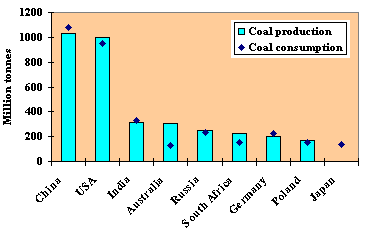 1200
1000
800
600
400
200
0
Million tonnes
Coal production
Coal consumption
China
USA
India
Australia
Russia
South Africa
Germany
Poland
Japan